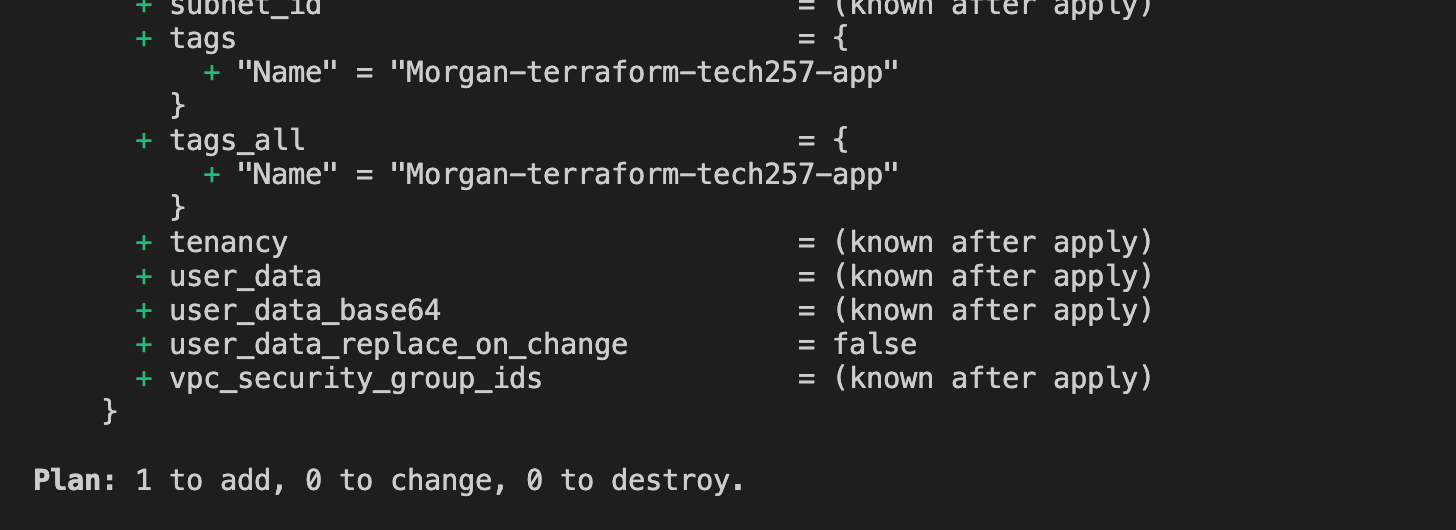 + subnet_id = (known after apply)
+ tags = {
+ "Name" = "Morgan-terraform-tech257-app"
}
+ tags_all = {
+ "Name" = "Morgan-terraform-tech257-app"
}
+ tenancy = (known after apply)
+ user_data = (known after apply)
+ user_data_base64 = (known after apply)
+ user_data_replace_on_change = false
+ vpc_security_group_ids = (known after apply)
}
Plan: 1 to add, 0 to change, 0 to destroy.